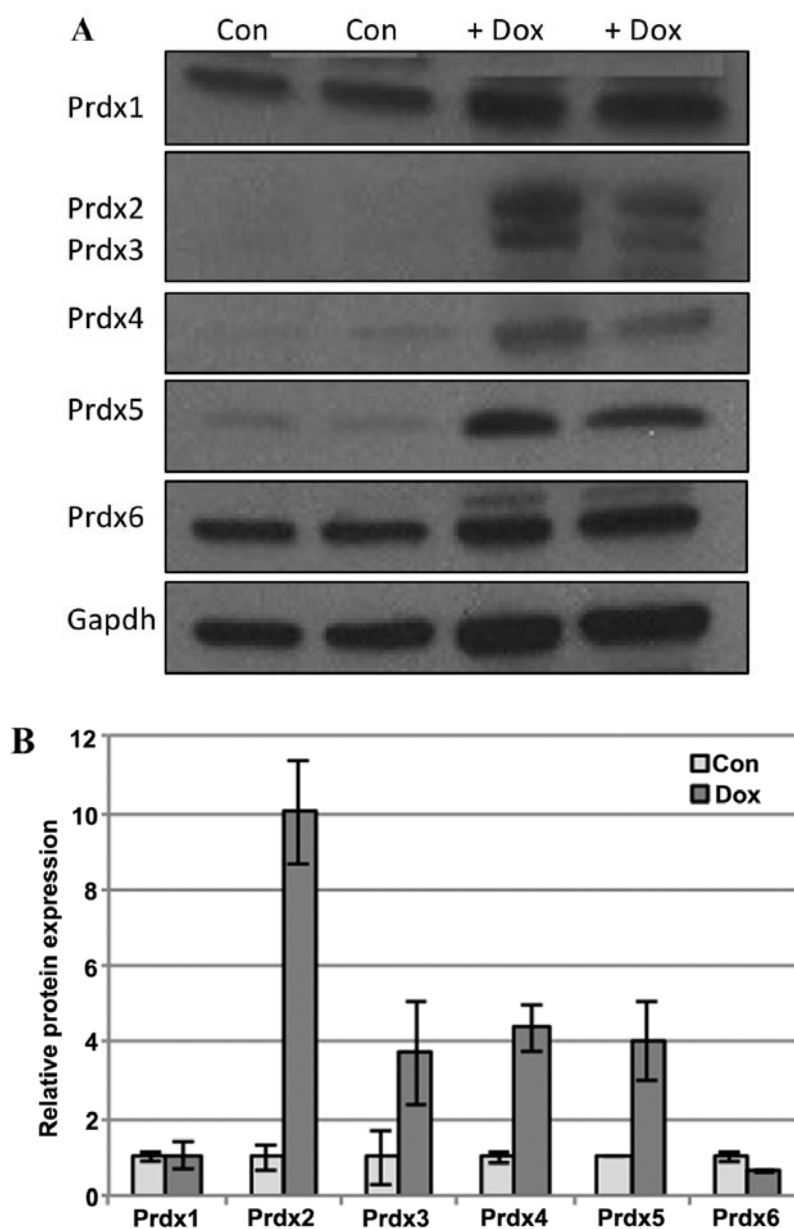 A Con Con + Dox + Dox
Prdx1
Prdx2
Prdx3
Prdx4
Prdx5
Prdx6
Gapdh
B
Relative protein expression
12
10
8
6
4
2
0
Con
Dox
Prdx1 Prdx2 Prdx3 Prdx4 Prdx5 Prdx6